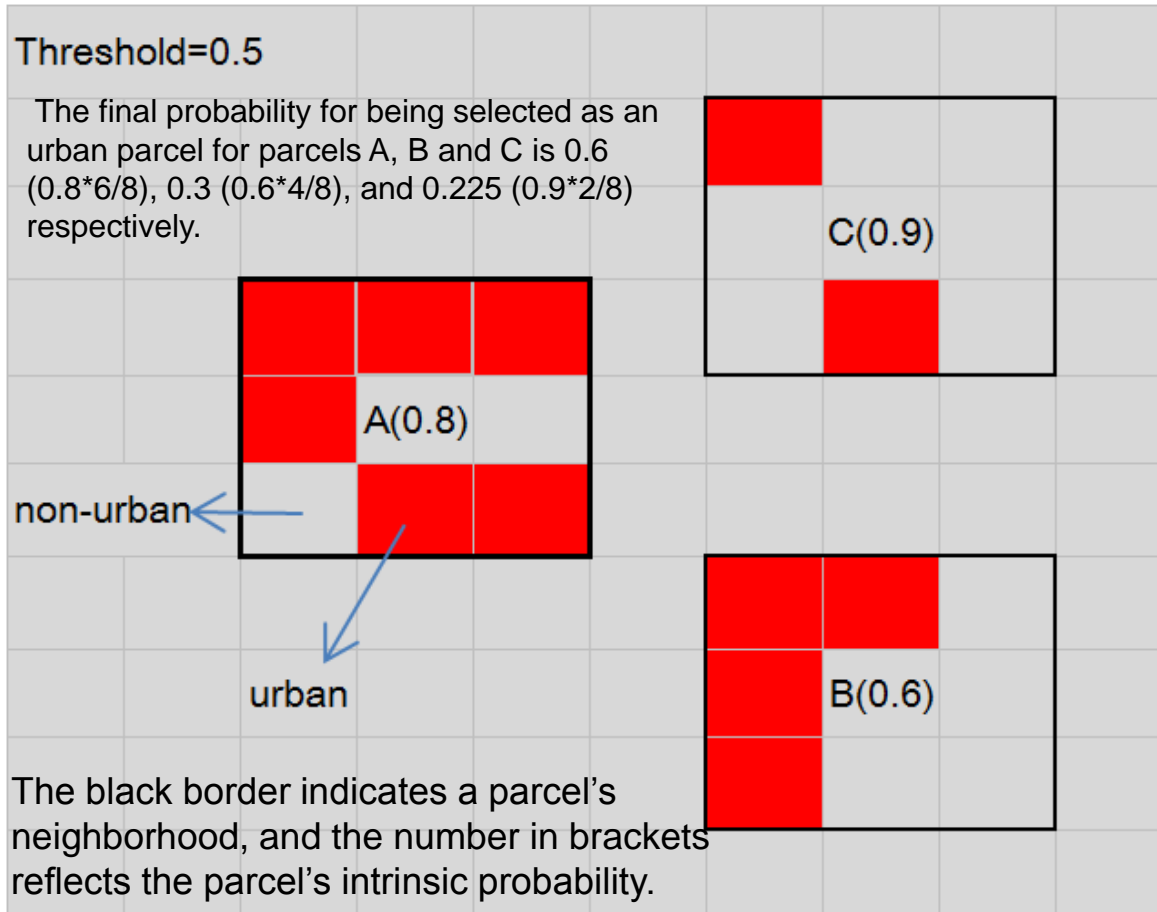 Threshold=0.5
The final probability for being selected as an
urban parcel for parcels A, B and C is 0.6
(0.8*6/8), 0.3 (0.6*4/8), and 0.225 (0.9*2/8)
respectively.
C(0.9)
A(0.8)
non-urban
urban
B(0.6)
The black border indicates a parcel’s
neighborhood, and the number in brackets
reflects the parcel’s intrinsic probability.